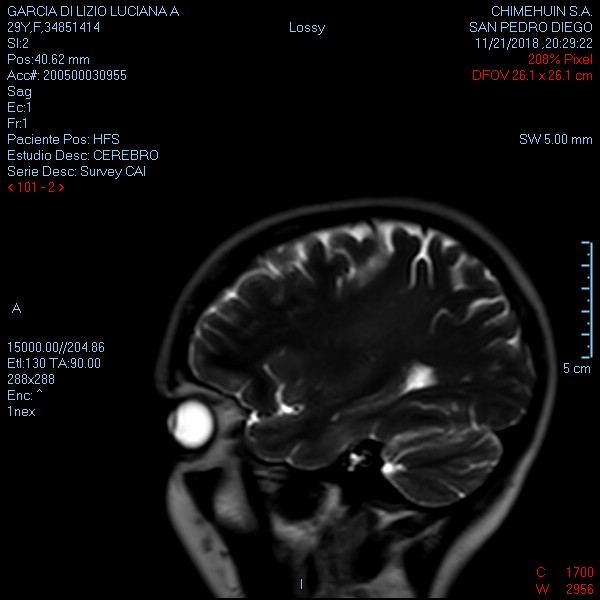 GARCIA DI LIZIO LUCIANA A
29Y,F,34851414
Sl:2
Pos:40.62 mm
Acc#: 200500030955
Sag
Ec:1
Fr:1
Paciente Pos: HFS
Estudio Desc: CEREBRO
Serie Desc: Survey CAI
< 101 - 2 >
Lossy
CHIMEHUIN S.A.
SAN PEDRO DIEGO
11/21/2018 ,20:29:22
208% Pixel
DFOV 26.1 x 26.1 cm
SW 5.00 mm
A
15000.00//204.86
Etl:130 TA:90.00
288x288
Enc: ^
1nex
5 cm
I
C 1700
W 2956